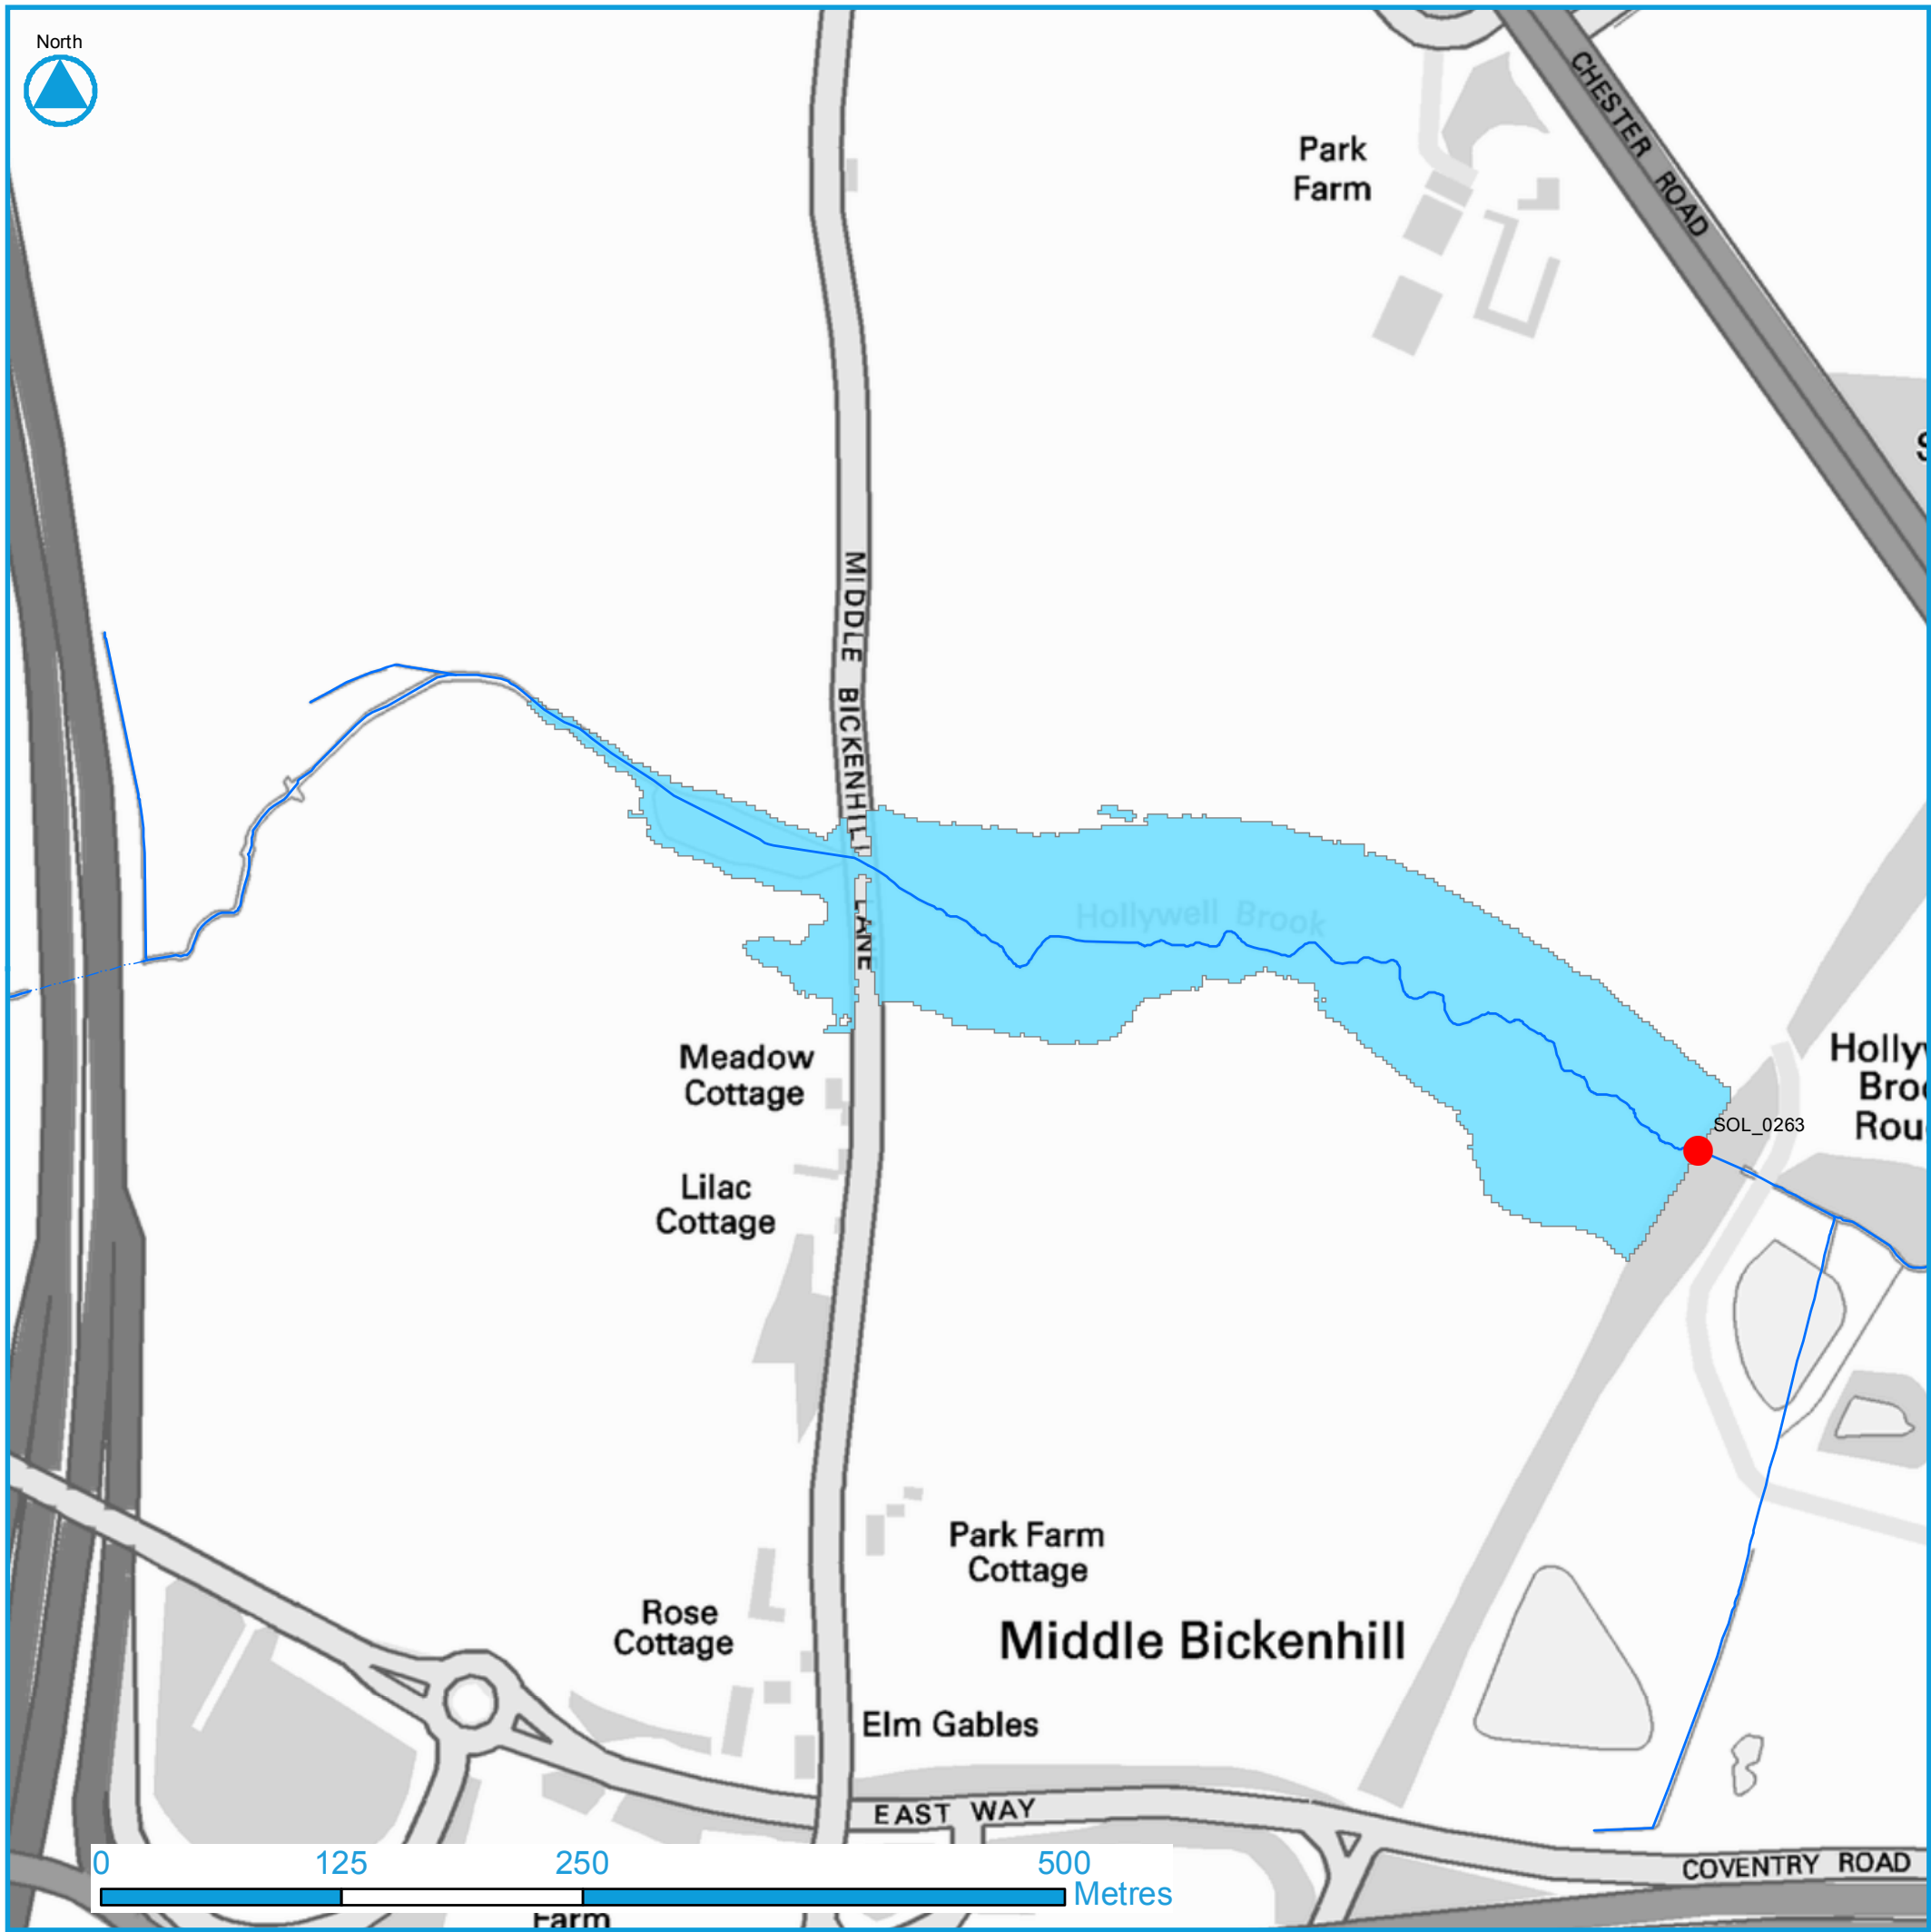 North
CHESTER ROAD
Park
Farm
MIDDLE BICKENHILL LANE
Hollywell Brook
Meadow
Cottage
SOL_0263
Lilac
Cottage
Park Farm
Cottage
Rose
Cottage
Middle Bickenhill
Elm Gables
EAST WAY
COVENTRY ROAD
0 125 250 500
Metres
Farm